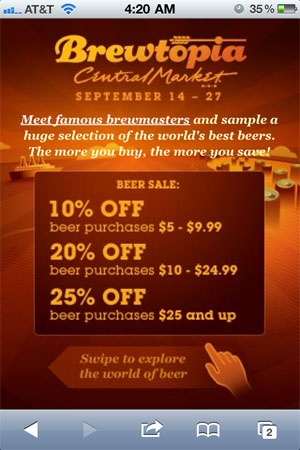 AT&T 4:20 AM 35%
Brewtopia
Central Market
SEPTEMBER 14 – 27
Meet famous brewmasters and sample a
huge selection of the world's best beers.
The more you buy, the more you save!
BEER SALE:
10% OFF
beer purchases $5 - $9.99
20% OFF
beer purchases $10 - $24.99
25% OFF
beer purchases $25 and up
Swipe to explore
the world of beer
2